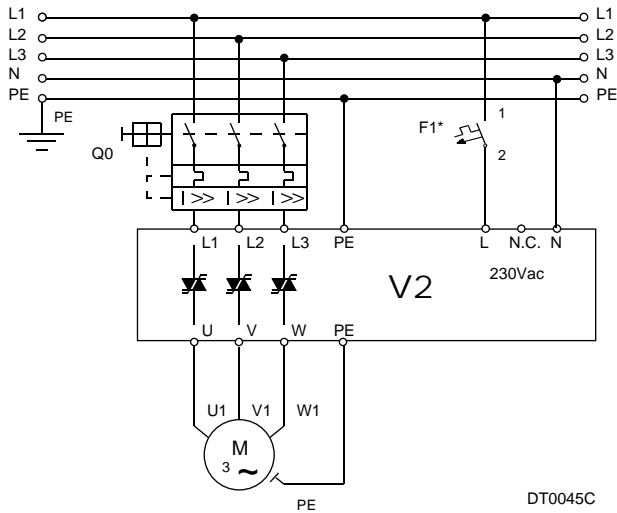 L1 L1
L2 L2
L3 L3
N N
PE PE
PE
Q0
F1*
1
2
I >> I >> I >>
L1 L2 L3 PE L N.C. N
V2
230Vac
U V W PE
U1 V1 W1
M
3 ~
PE
DT0045C